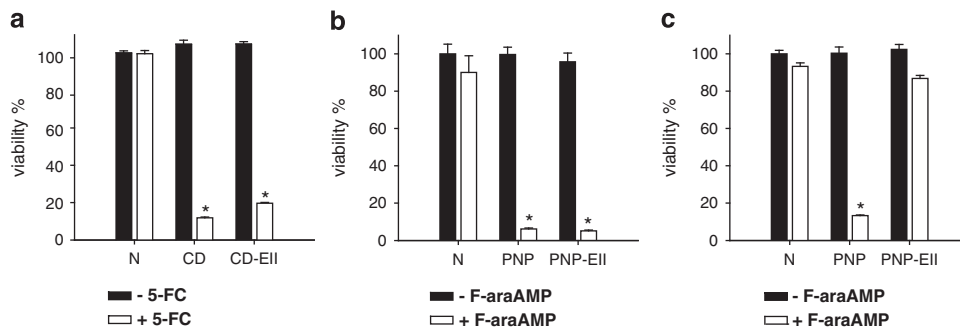 a
b
c
viability %
100
80
60
40
20
0
*
*
N
CD
CD-EII
- 5-FC
+ 5-FC
viability %
100
80
60
40
20
0
*
*
N
PNP
PNP-EII
- F-araAMP
+ F-araAMP
viability %
100
80
60
40
20
0
*
N
PNP
PNP-EII
- F-araAMP
+ F-araAMP